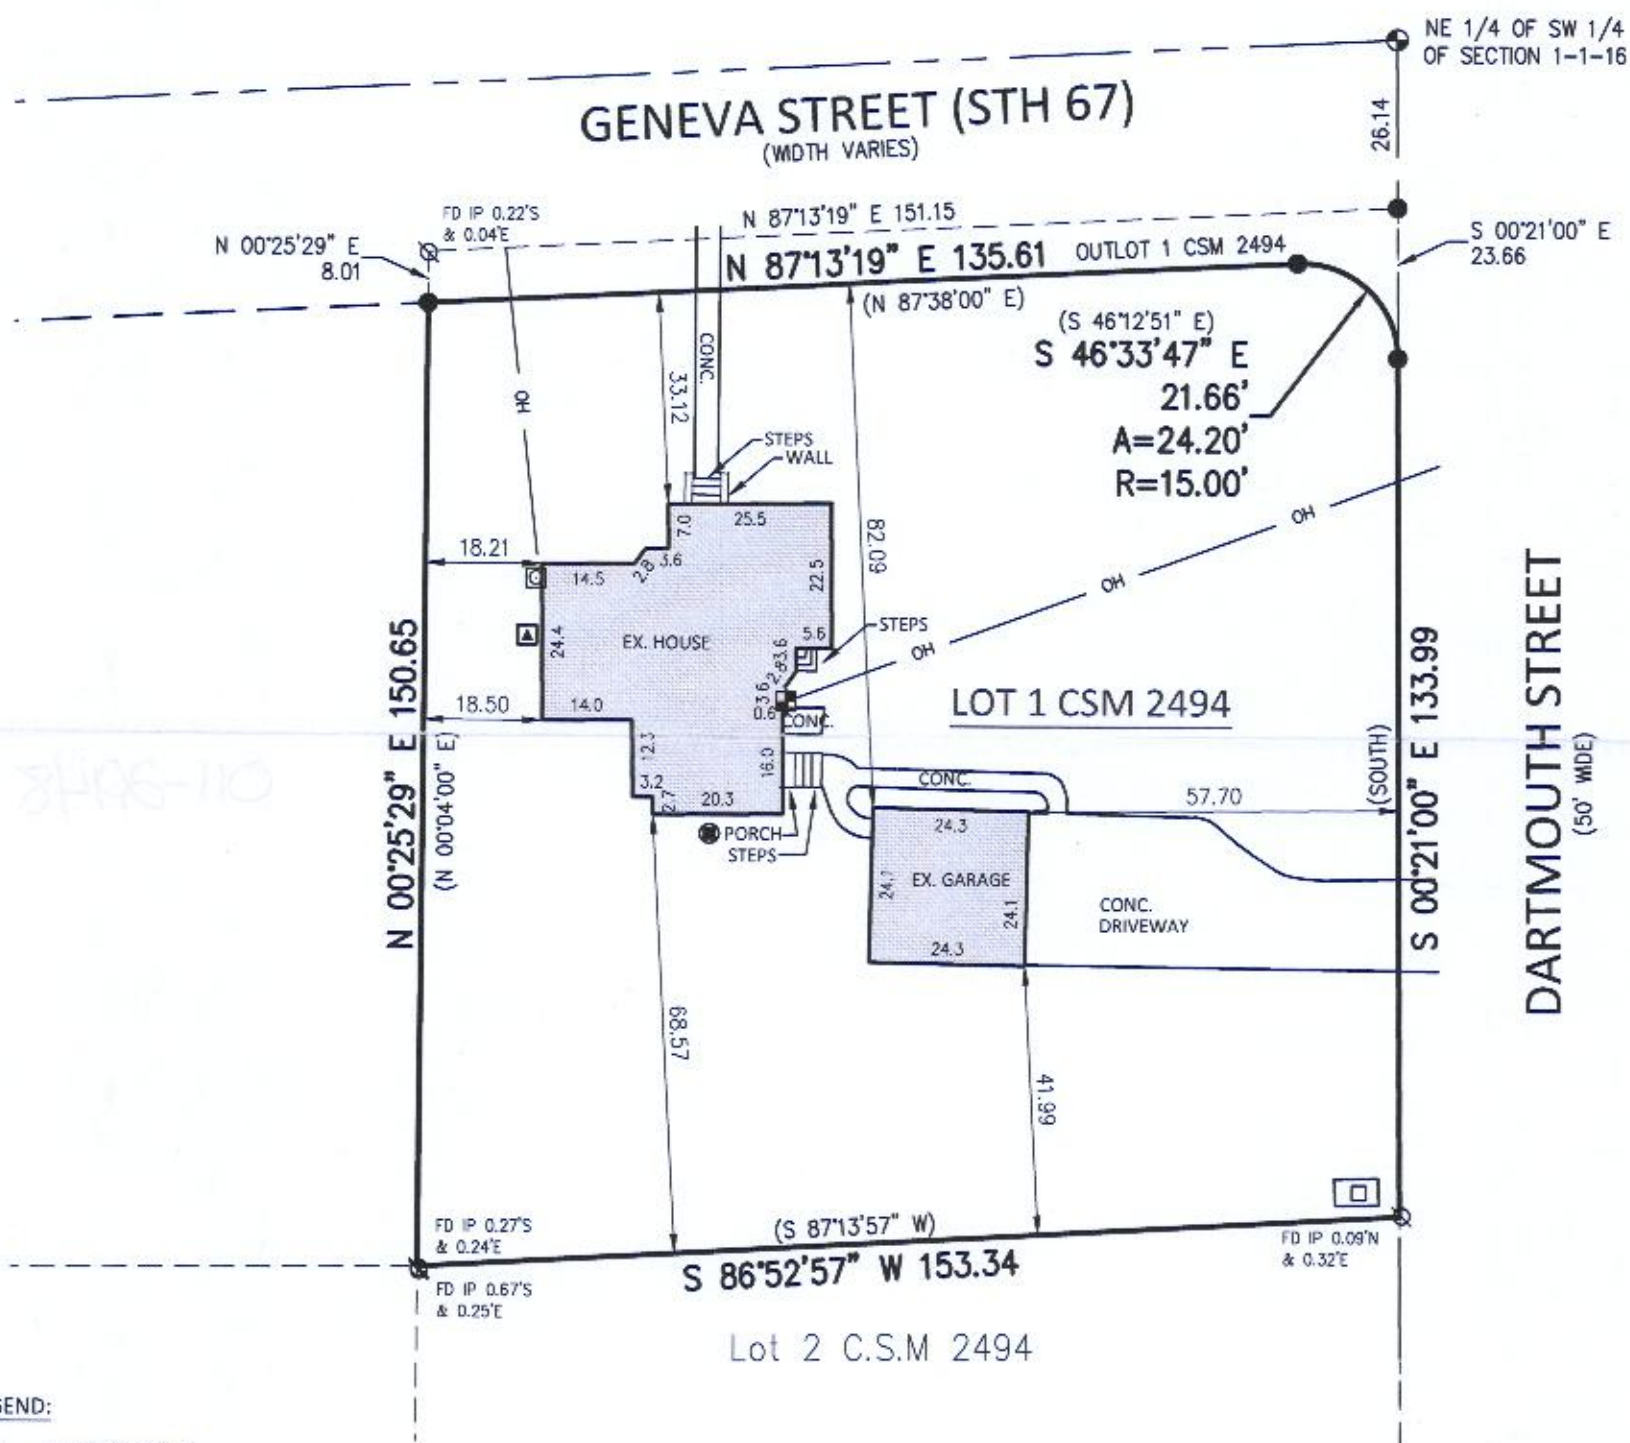 NE 1/4 OF SW 1/4
OF SECTION 1-1-16
GENEVA STREET (STH 67)
(WIDTH VARIES)
26.14
FD IP 0.22'S
& 0.04'E
N 00°25'29" E
8.01
N 87°13'19" E 151.15
N 87°13'19" E 135.61
OUTLOT 1 CSM 2494
(N 87°38'00" E)
S 00°21'00" E
23.66
(S 46°12'51" E)
S 46°33'47" E
21.66'
A=24.20'
R=15.00'
CONC.
33.12
OH
STEPS
WALL
82.09
OH
OH
OH
18.21
7.0
25.5
3.6
2.8
14.5
22.5
24.4
EX. HOUSE
5.6
STEPS
3.6
2.8
3.6
0.6
CONC.
18.50
14.0
12.3
3.2
2.7
20.3
16.0
PORCH
STEPS
LOT 1 CSM 2494
CONC.
57.70
24.3
EX. GARAGE
24.1
24.3
CONC.
DRIVEWAY
N 00°25'29" E 150.65
(N 00°04'00" E)
(SOUTH)
S 00°21'00" E 133.99
DARTMOUTH STREET
(50' WIDE)
68.57
41.99
FD IP 0.27'S
& 0.24'E
FD IP 0.67'S
& 0.25'E
(S 87°13'57" W)
S 86°52'57" W 153.34
FD IP 0.09'N
& 0.32'E
Lot 2 C.S.M 2494
GEND: